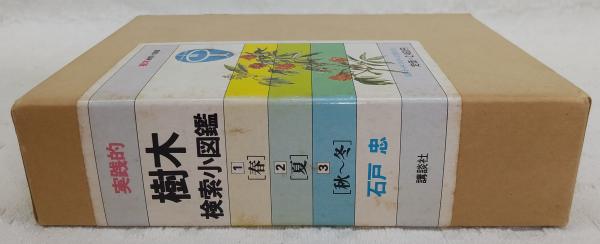 実践的
樹木
検索小図鑑
1[春]
2[夏]
3[秋〜冬]
石戸 忠
講談社